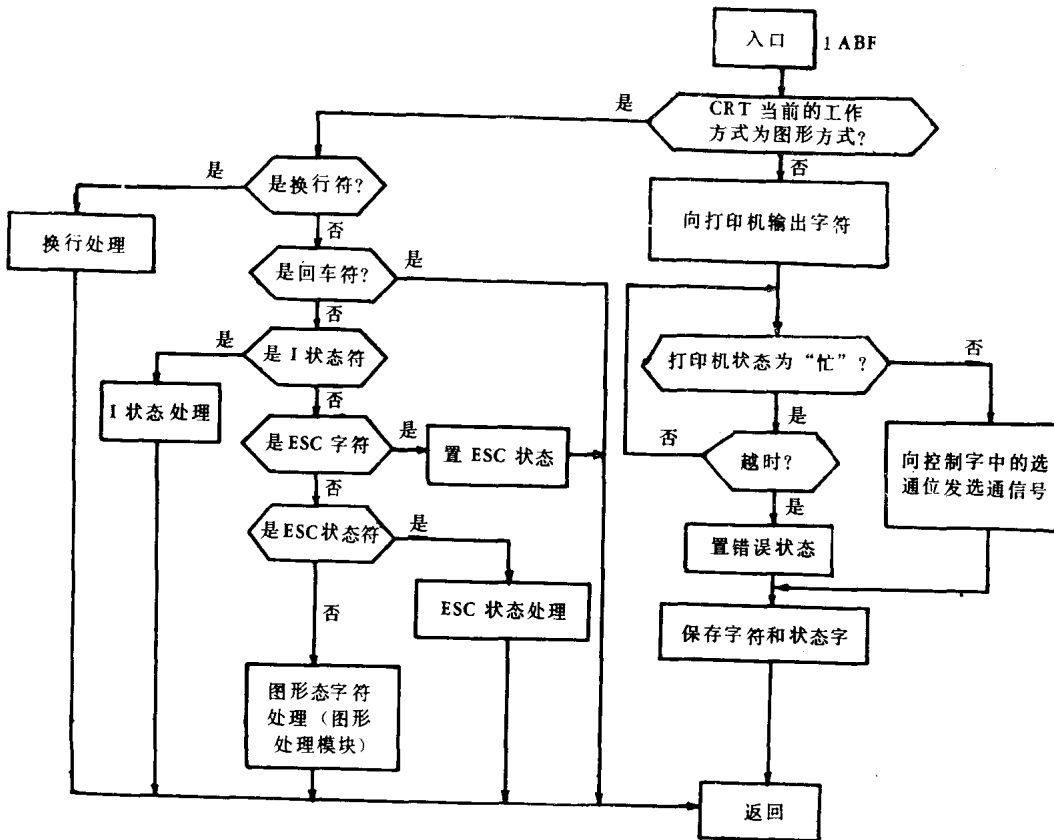 入口
1ABF
CRT 当前的工作
方式为图形方式?
是
否
是换行符?
是
否
换行处理
向打印机输出字符
是回车符?
是
否
是 I 状态符
是
否
I 状态处理
打印机状态为“忙”?
否
是
是 ESC 字符
是
否
置 ESC 状态
越时?
否
是
向控制字中的选
通位发选通信号
是ESC状态符
是
否
置错误状态
ESC 状态处理
保存字符和状态字
图形态字符
处理（图形
处理模块）
返回